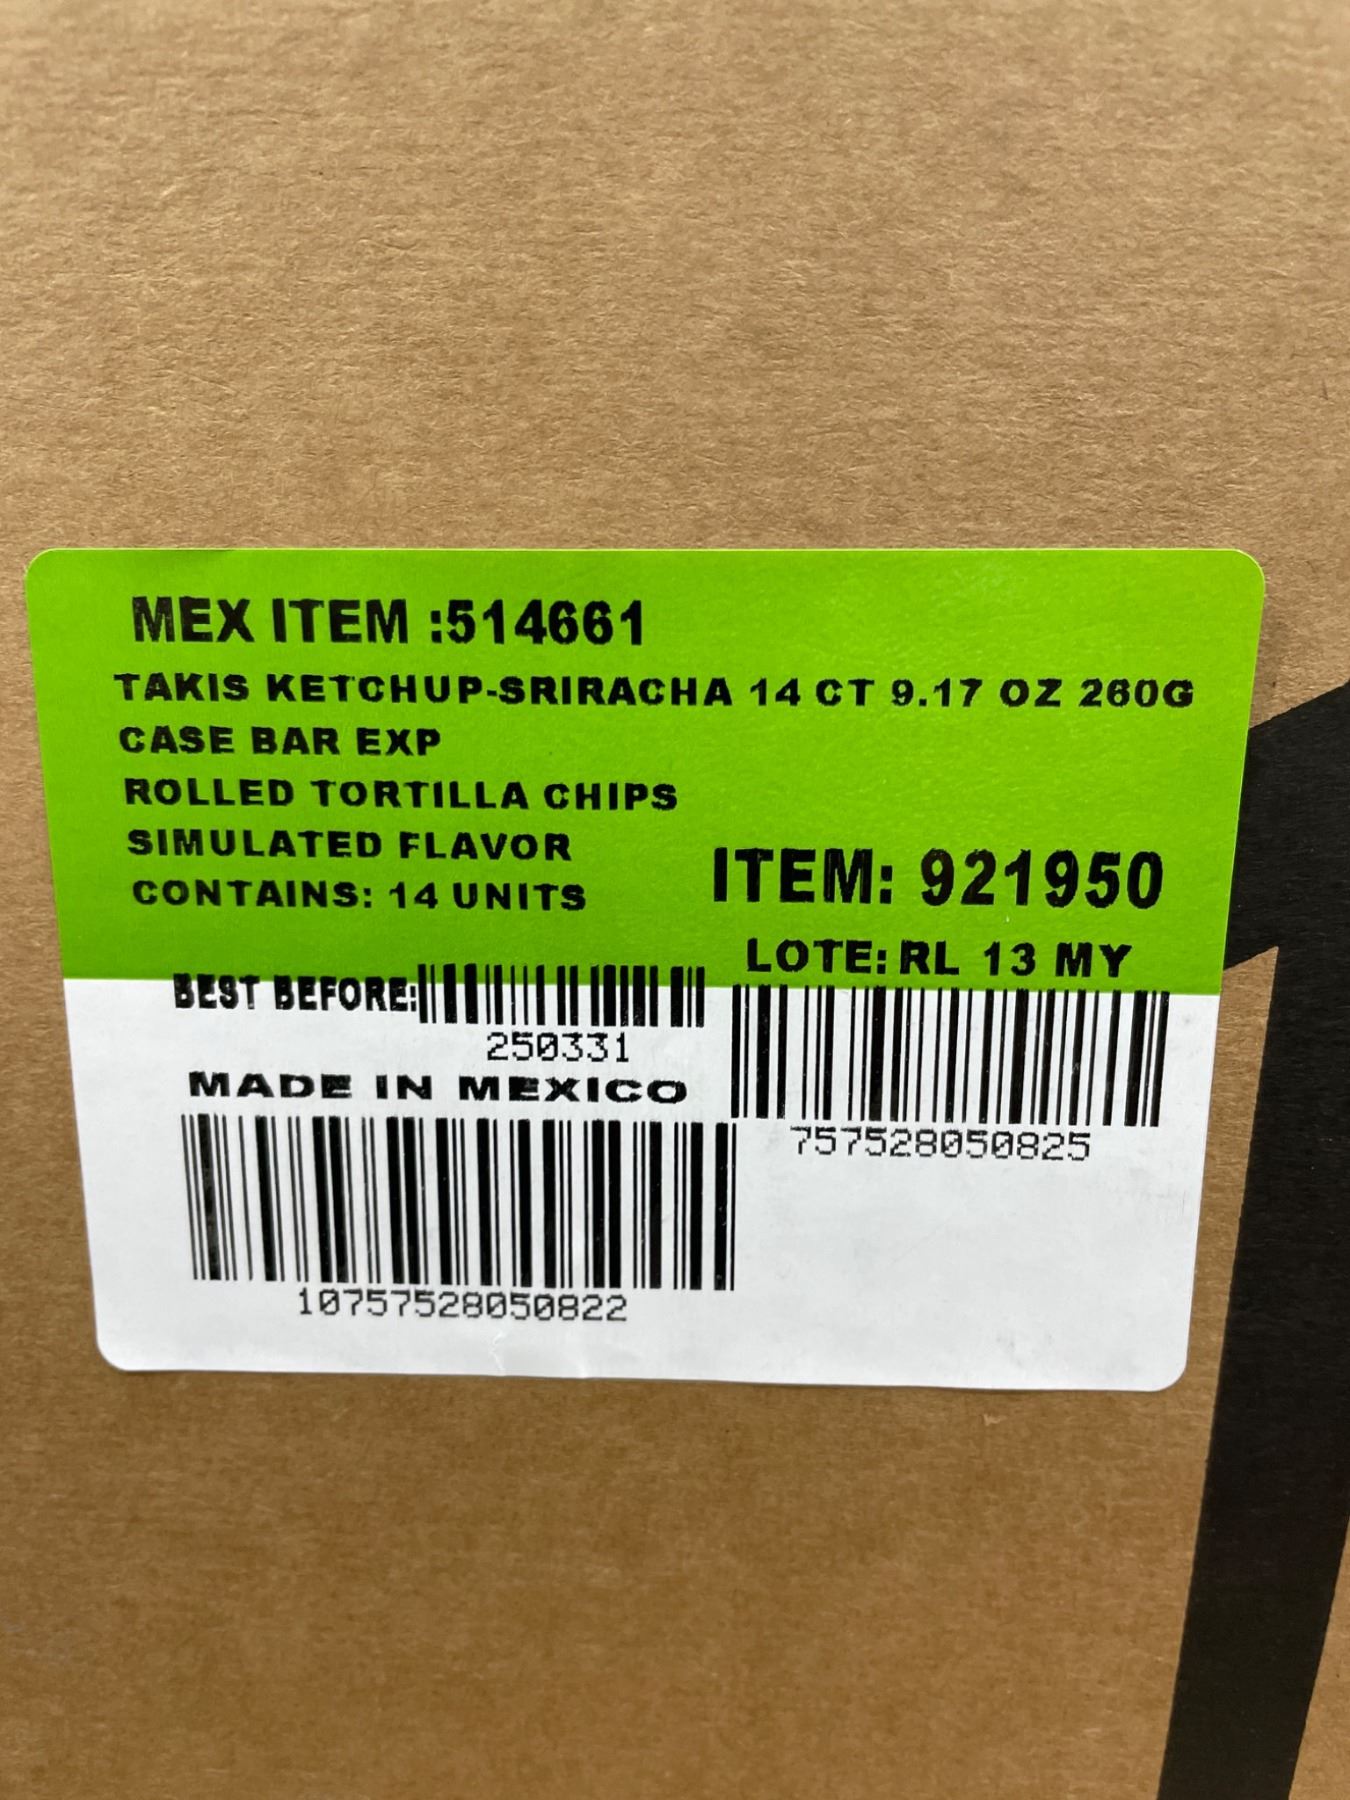 MEX ITEM :514661
TAKIS KETCHUP-SRIRACHA 14 CT 9.17 OZ 260G
CASE BAR EXP
ROLLED TORTILLA CHIPS
SIMULATED FLAVOR
CONTAINS: 14 UNITS
ITEM: 921950
LOTE: RL 13 MY
BEST BEFORE:
250331
MADE IN MEXICO
757528050825
10757528050822